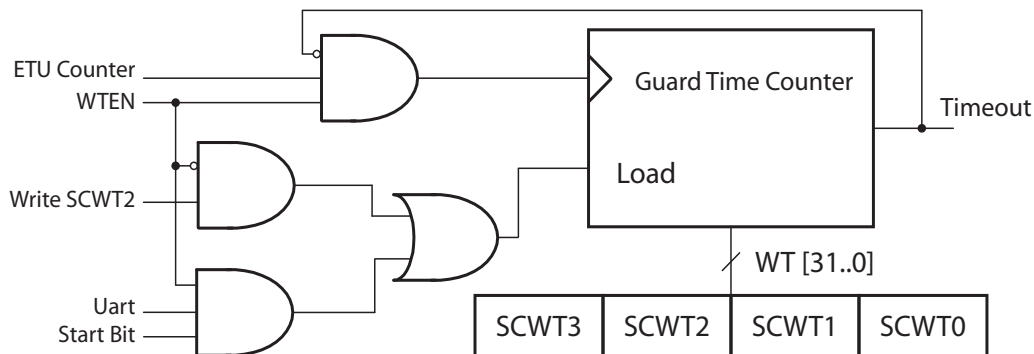 ETU Counter
WTEN
Guard Time Counter
Timeout
Load
Write SCWT2
WT [31..0]
Uart
Start Bit
SCWT3 SCWT2 SCWT1 SCWT0